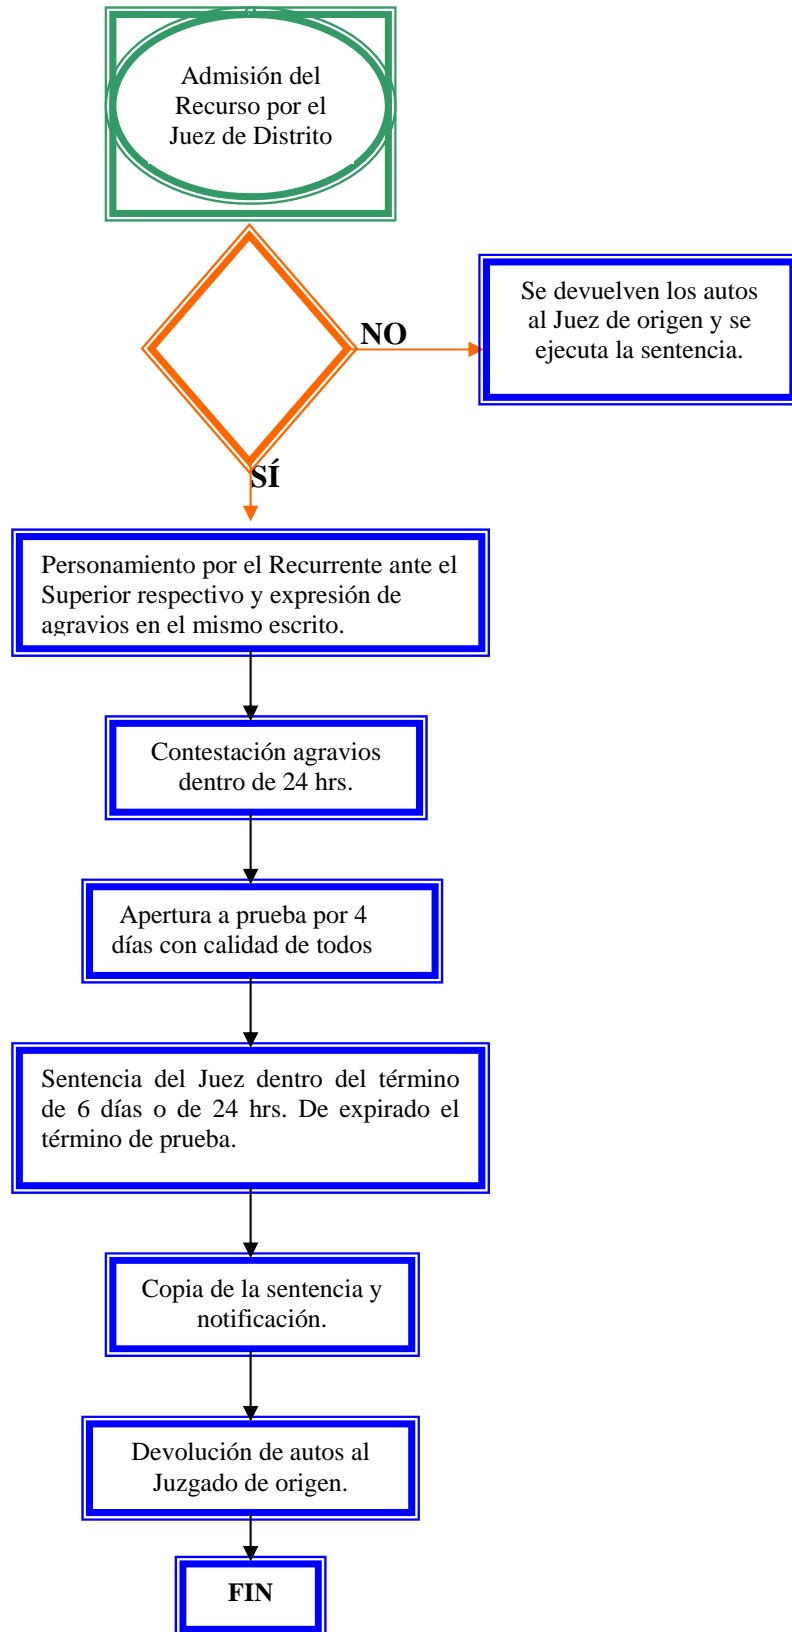 Admisión del
Recurso por el
Juez de Distrito
NO
Se devuelven los autos
al Juez de origen y se
ejecuta la sentencia.
SÍ
Personamiento por el Recurrente ante el
Superior respectivo y expresión de
agravios en el mismo escrito.
Contestación agravios
dentro de 24 hrs.
Apertura a prueba por 4
días con calidad de todos
Sentencia del Juez dentro del término
de 6 días o de 24 hrs. De expirado el
término de prueba.
Copia de la sentencia y
notificación.
Devolución de autos al
Juzgado de origen.
FIN